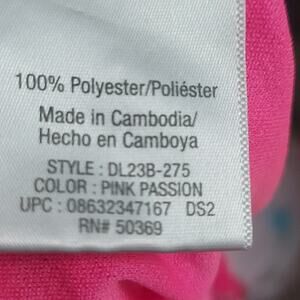 100% Polyester/Poliéster
Made in Cambodia/
Hecho en Camboya
STYLE : DL23B-275
COLOR : PINK PASSION
UPC : 08632347167 DS2
RN# 50369